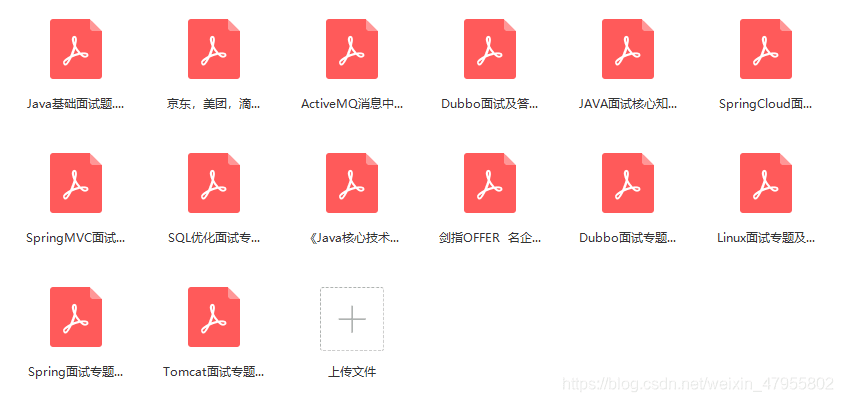 Java基础面试题....
京东，美团，滴...
ActiveMQ消息中...
Dubbo面试及答...
JAVA面试核心知...
SpringCloud面...
SpringMVC面试...
SQL优化面试专...
《Java核心技术...
剑指OFFER 名企...
Dubbo面试专题...
Linux面试专题及...
Spring面试专题...
Tomcat面试专题...
上传文件
https://blog.csdn.net/weixin_47955802